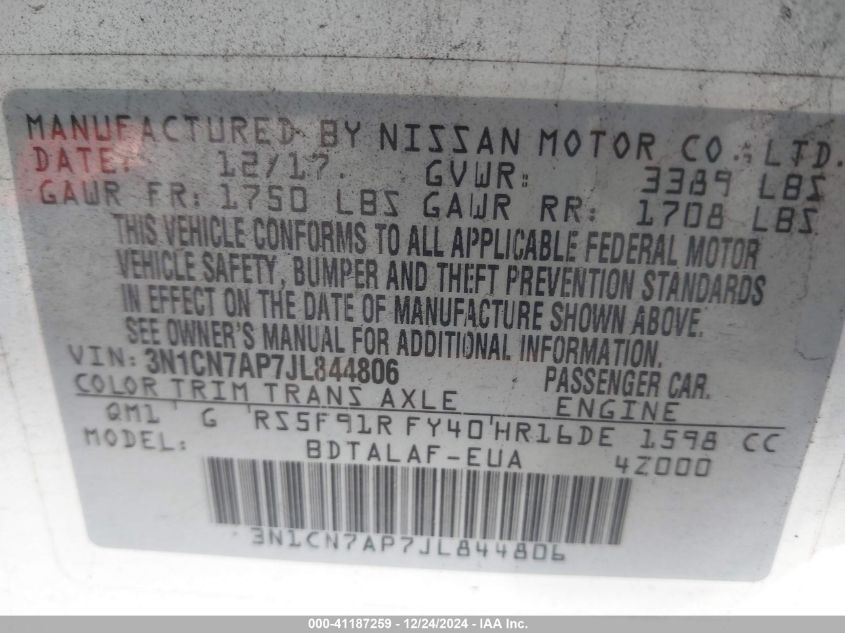 MANUFACTURED BY NISSAN MOTOR CO., LTD.
DATE: 12/17. GVWR: 3389 LBS
GAWR FR: 1750 LBS GAWR RR: 1708 LBS
THIS VEHICLE CONFORMS TO ALL APPLICABLE FEDERAL MOTOR
VEHICLE SAFETY, BUMPER AND THEFT PREVENTION STANDARDS
IN EFFECT ON THE DATE OF MANUFACTURE SHOWN ABOVE.
SEE OWNER'S MANUAL FOR ADDITIONAL INFORMATION.
VIN: 3N1CN7AP7JL844806 PASSENGER CAR.
COLOR TRIM TRANS AXLE ENGINE
QM1 G RS5F91R FY40 HR16DE 1598 CC
MODEL: BDTALAF-EUA 4Z000
3N1CN7AP7JL844806
000-41187259 - 12/24/2024 - IAA Inc.